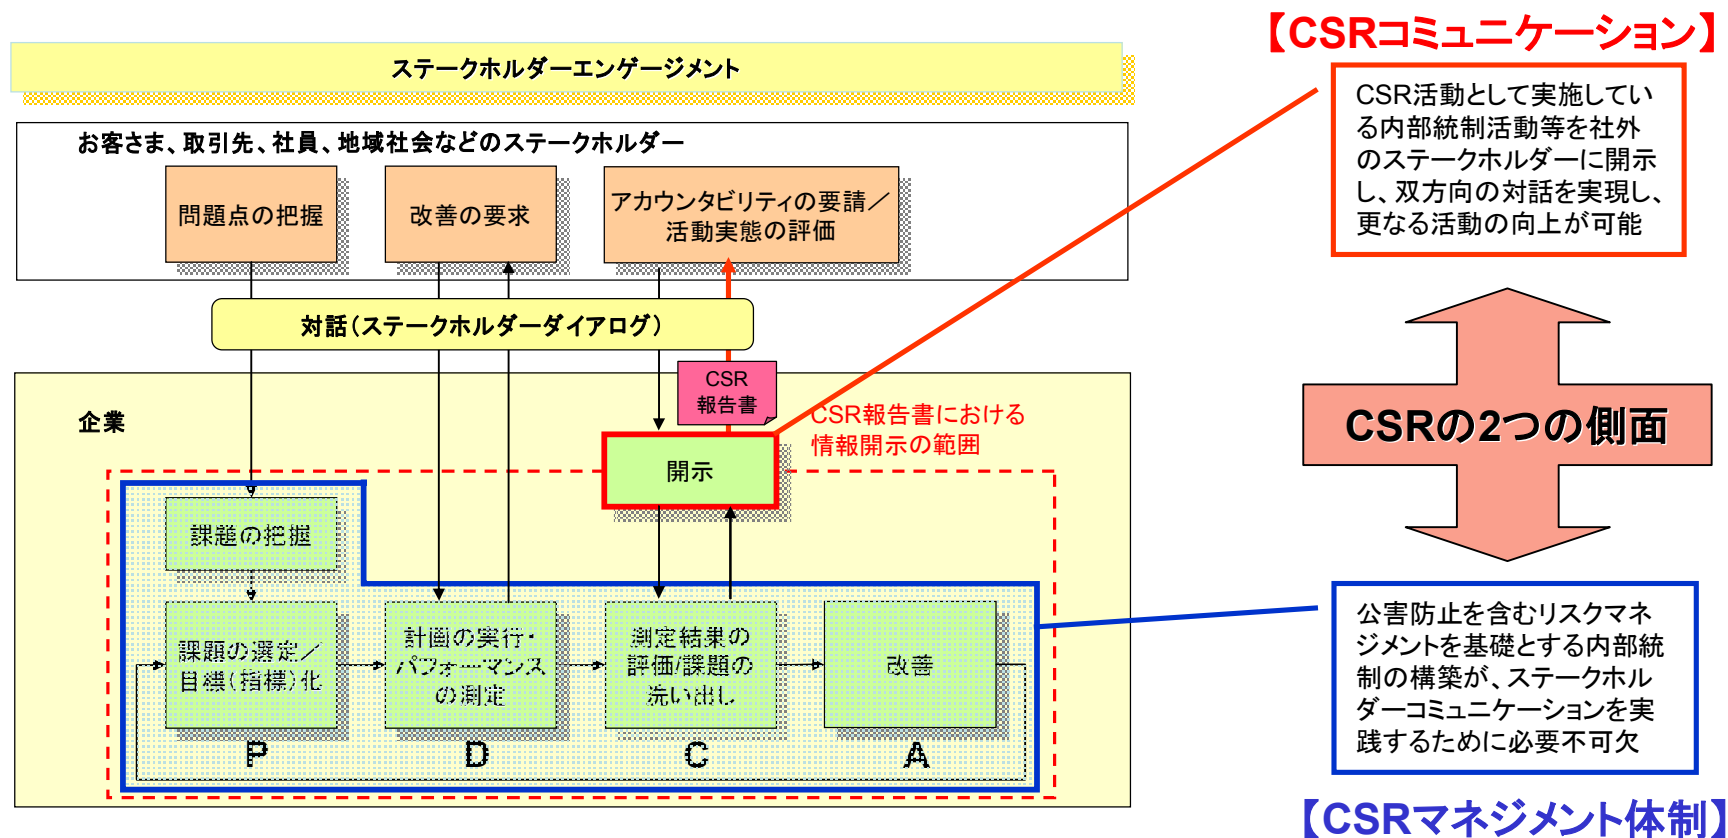 【CSRコミュニケーション】
ステークホルダーエンゲージメント
CSR活動として実施してい
る内部統制活動等を社外
のステークホルダーに開示
し、双方向の対話を実現し、
更なる活動の向上が可能
お客さま、取引先、社員、地域社会などのステークホルダー
問題点の把握
改善の要求
アカウンタビリティの要請／
活動実態の評価
対話（ステークホルダーダイアログ）
CSR
報告書
企業
CSR報告書における
情報開示の範囲
開示
CSRの2つの側面
課題の把握
課題の選定／
目標（指標）化
計画の実行・
パフォーマンス
の測定
測定結果の
評価/課題の
洗い出し
改善
P
D
C
A
公害防止を含むリスクマネ
ジメントを基礎とする内部統
制の構築が、ステークホル
ダーコミュニケーションを実
践するために必要不可欠
【CSRマネジメント体制】